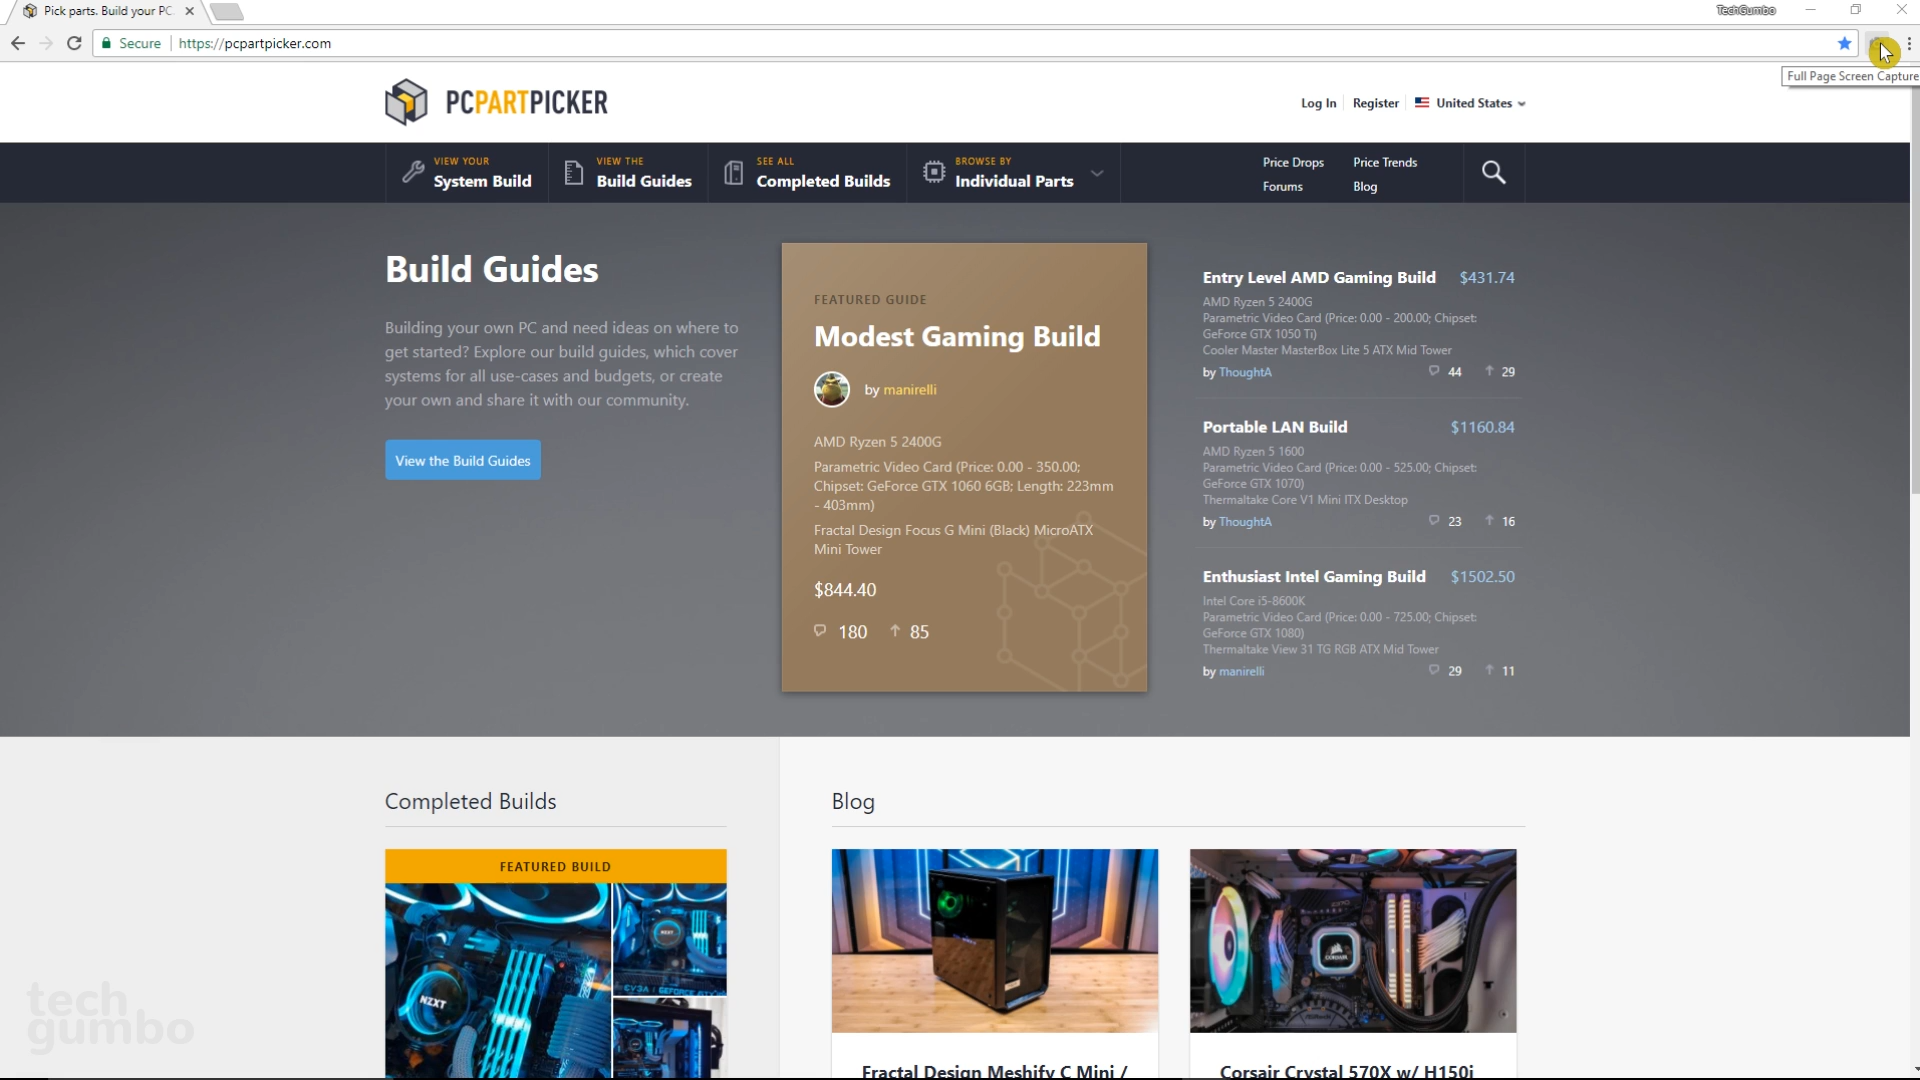 Pick parts. Build your PC
TechGumbo
Secure
https://pcpartpicker.com
Full Page Screen Capture
PCPARTPICKER
Log In
Register
United States
VIEW YOUR
System Build
VIEW THE
Build Guides
SEE ALL
Completed Builds
BROWSE BY
Individual Parts
Price Drops
Price Trends
Forums
Blog
Build Guides
Building your own PC and need ideas on where to
get started? Explore our build guides, which cover
systems for all use-cases and budgets, or create
your own and share it with our community.
View the Build Guides
FEATURED GUIDE
Modest Gaming Build
by manirelli
AMD Ryzen 5 2400G
Parametric Video Card (Price: 0.00 - 350.00;
Chipset: GeForce GTX 1060 6GB; Length: 223mm
- 403mm)
Fractal Design Focus G Mini (Black) MicroATX
Mini Tower
$844.40
180 85
Entry Level AMD Gaming Build $431.74
AMD Ryzen 5 2400G
Parametric Video Card (Price: 0.00 - 200.00; Chipset:
GeForce GTX 1050 Ti)
Cooler Master MasterBox Lite 5 ATX Mid Tower
by ThoughtA 44 29
Portable LAN Build $1160.84
AMD Ryzen 5 1600
Parametric Video Card (Price: 0.00 - 525.00; Chipset:
GeForce GTX 1070)
Thermaltake Core V1 Mini ITX Desktop
by ThoughtA 23 16
Enthusiast Intel Gaming Build $1502.50
Intel Core i5-8600K
Parametric Video Card (Price: 0.00 - 725.00; Chipset:
GeForce GTX 1080)
Thermaltake View 31 TG RGB ATX Mid Tower
by manirelli 29 11
Completed Builds
FEATURED BUILD
NZXT
NZXT
EVGA GEFORCE
Blog
Fractal Design Meshify C Mini /
CORSAIR
Corsair Crystal 570X w/ H150i
tech
gumbo